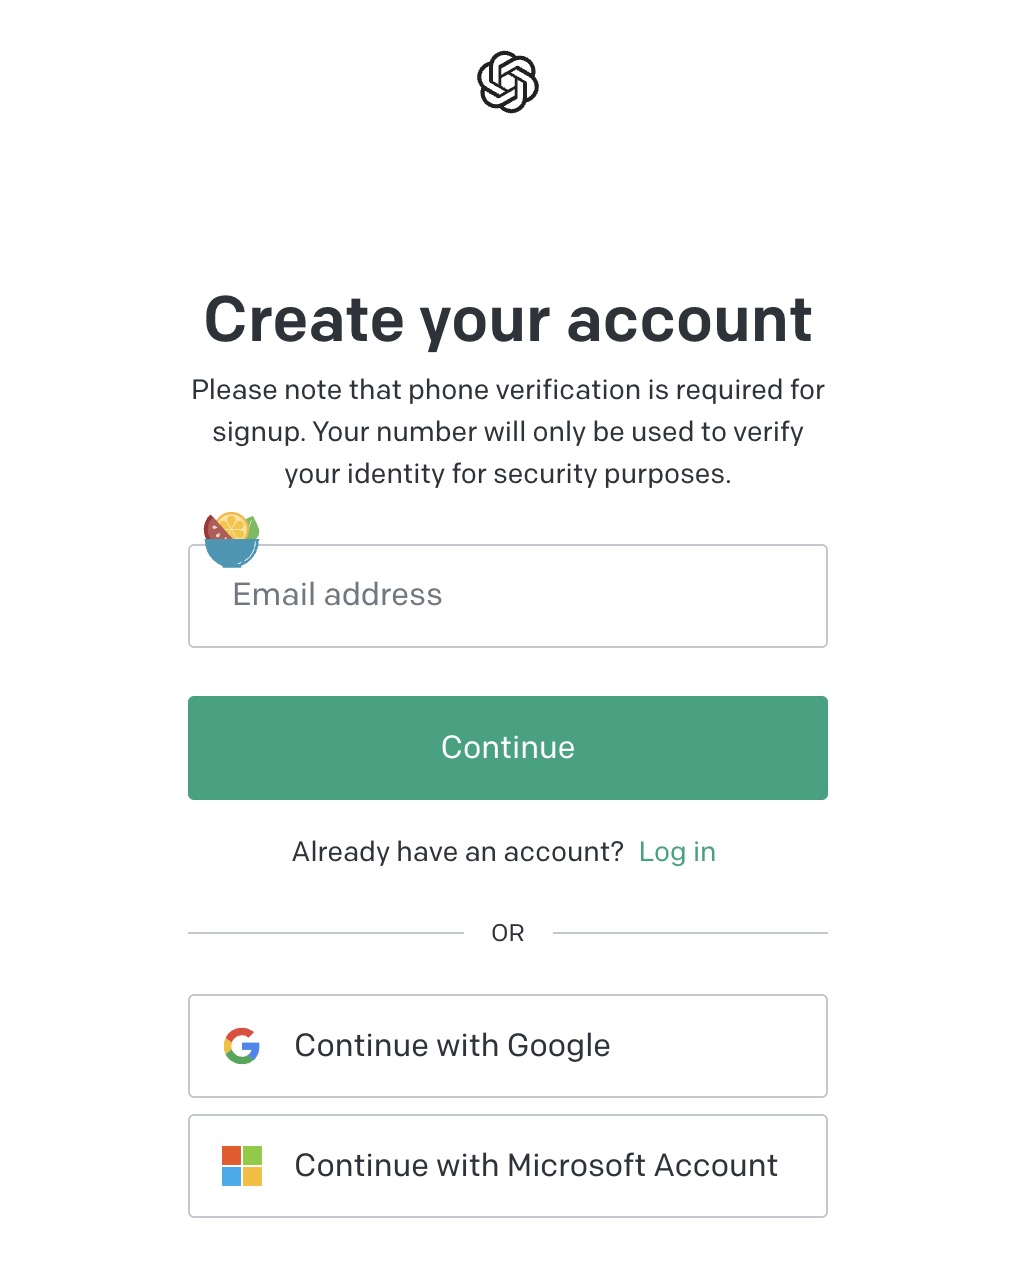 Create your account
Please note that phone verification is required for
signup. Your number will only be used to verify
your identity for security purposes.
Email address
Continue
Already have an account? Log in
OR
Continue with Google
Continue with Microsoft Account